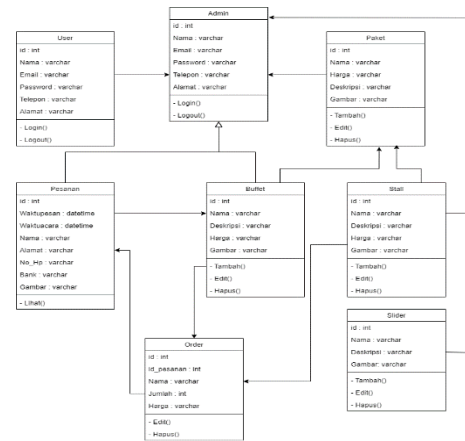 Admin
id : int
Nama : varchar
Email : varchar
Password : varchar
Telepon : varchar
Alamat : varchar
- Login()
- Logout()
User
id : int
Nama : varchar
Email : varchar
Password : varchar
Telepon : varchar
Alamat : varchar
- Login()
- Logout()
Paket
id : int
Nama : varchar
Harga : varchar
Deskripsi : varchar
Gambar : varchar
- Tambah()
- Edit()
- Hapus()
Pesanan
id : int
Waktupesan : datetime
Waktuacara : datetime
Nama : varchar
Alamat : varchar
No_Hp : varchar
Bank : varchar
Gambar : varchar
- Lihat()
Buffet
id : int
Nama : varchar
Deskripsi : varchar
Harga : varchar
Gambar : varchar
- Tambah()
- Edit()
- Hapus()
Stall
id : int
Nama : varchar
Deskripsi : varchar
Harga : varchar
Gambar : varchar
- Tambah()
- Edit()
- Hapus()
Order
id : int
id_pesanan : int
Nama : varchar
Jumlah : int
Harga : varchar
- Edit()
- Hapus()
Slider
id : int
Nama : varchar
Deskripsi : varchar
Gambar: varchar
- Tambah()
- Edit()
- Hapus()